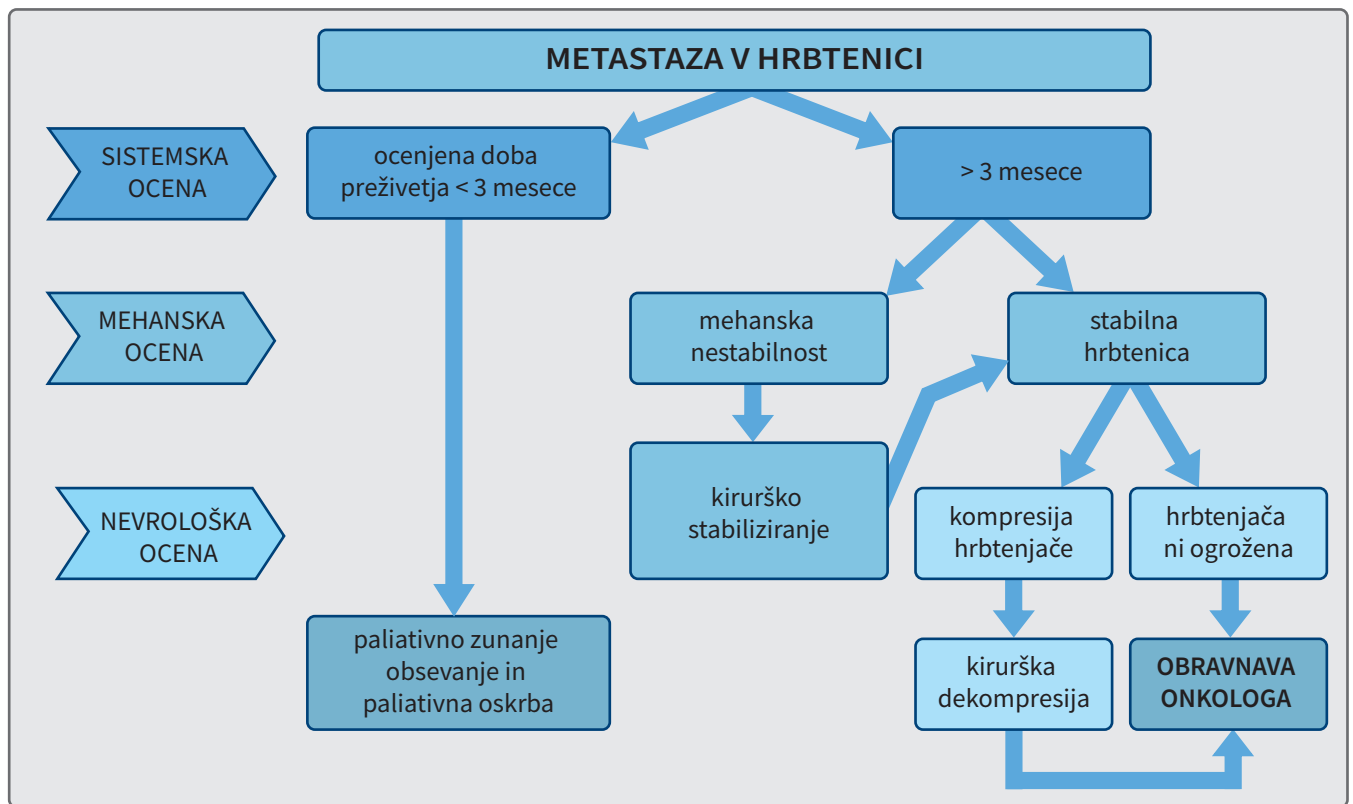 METASTAZA V HRBTENICI
SISTEMSKA
OCENA
ocenjena doba
preživetja < 3 mesece
> 3 mesece
MEHANSKA
OCENA
mehanska
nestabilnost
stabilna
hrbtenica
NEVROLOŠKA
OCENA
kirurško
stabiliziranje
kompresija
hrbtenjače
hrbtenjača
ni ogrožena
paliativno zunanje
obsevanje in
paliativna oskrba
kirurška
dekompresija
OBRAVNAVA
ONKOLOGA